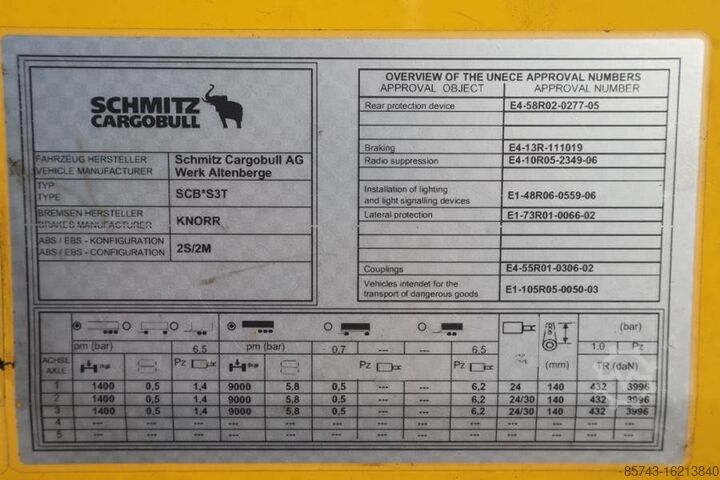 SCHMITZ
CARGOBULL
FAHRZEUG HERSTELLER
VEHICLE MANUFACTURER
Schmitz Cargobull AG
Werk Altenberge
TYP
TYPE
SCB*S3T
BREMSEN HERSTELLER
BRAKES MANUFACTURER
KNORR
ABS / EBS - KONFIGURATION
ABS / EBS - CONFIGURATION
2S/2M
OVERVIEW OF THE UNECE APPROVAL NUMBERS
APPROVAL OBJECT APPROVAL NUMBER
Rear protection device E4-58R02-0277-05
Braking E4-13R-111019
Radio suppression E4-10R05-2349-06
Installation of lighting
and light signalling devices E1-48R06-0559-06
Lateral protection E1-73R01-0066-02
Couplings E4-55R01-0306-02
Vehicles intendet for the
transport of dangerous goods E1-105R05-0050-03
(bar)
pm (bar) 6.5 pm (bar) 0,7 --- --- 6.5 1.0 Pz
ACHSE
AXLE
Pz Pz Pz (mm) TR (daN)
1 1400 0,5 1,4 9000 5,8 0,5 --- --- 6,2 24 140 432 3996
2 1400 0,5 1,4 9000 5,8 0,5 --- --- 6,2 24/30 140 432 3996
3 1400 0,5 1,4 9000 5,8 0,5 --- --- 6,2 24/30 140 432 3996
4 --- --- --- --- --- --- --- --- --- --- --- --- ---
5 --- --- --- --- --- --- --- --- --- --- --- --- ---
85743-16213840